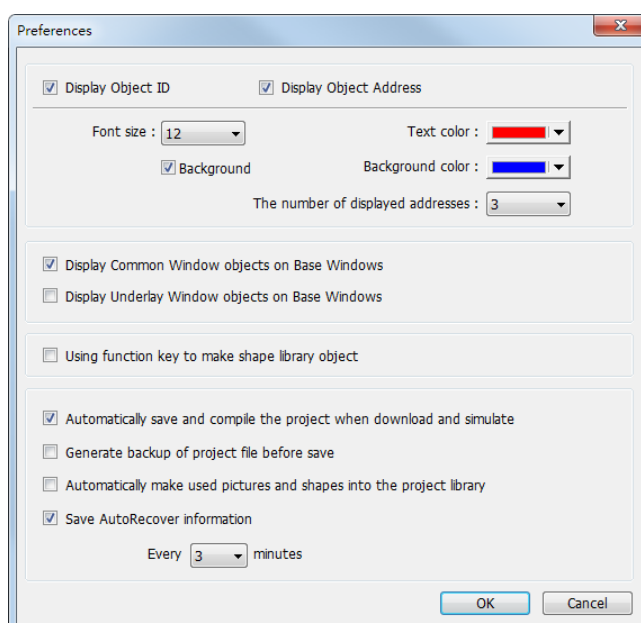 Preferences
Display Object ID Display Object Address
Font size : 12 Text color :
Background Background color :
The number of displayed addresses : 3
Display Common Window objects on Base Windows
Display Underlay Window objects on Base Windows
Using function key to make shape library object
Automatically save and compile the project when download and simulate
Generate backup of project file before save
Automatically make used pictures and shapes into the project library
Save AutoRecover information
Every 3 minutes
OK Cancel